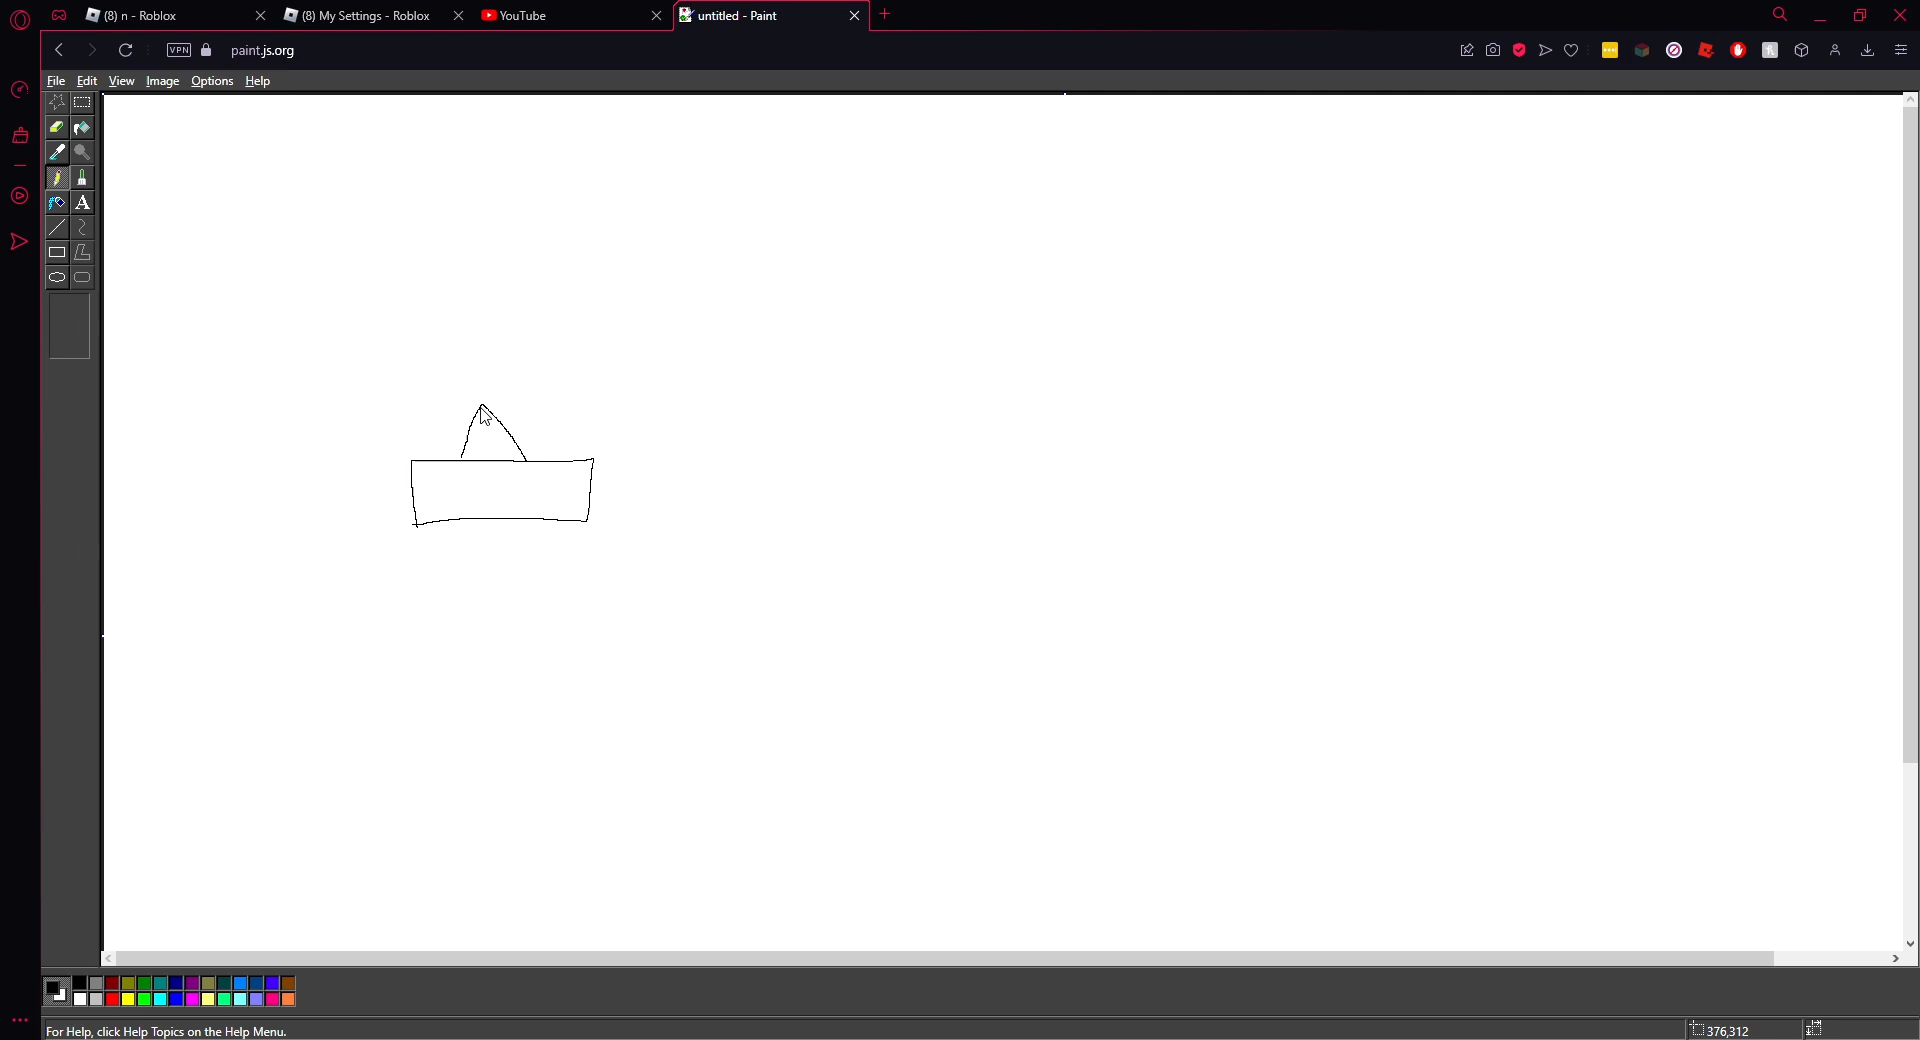 (8) n - Roblox
(8) My Settings - Roblox
YouTube
untitled - Paint
VPN
paint.js.org
File Edit View Image Options Help
A
For Help, click Help Topics on the Help Menu.
376,312